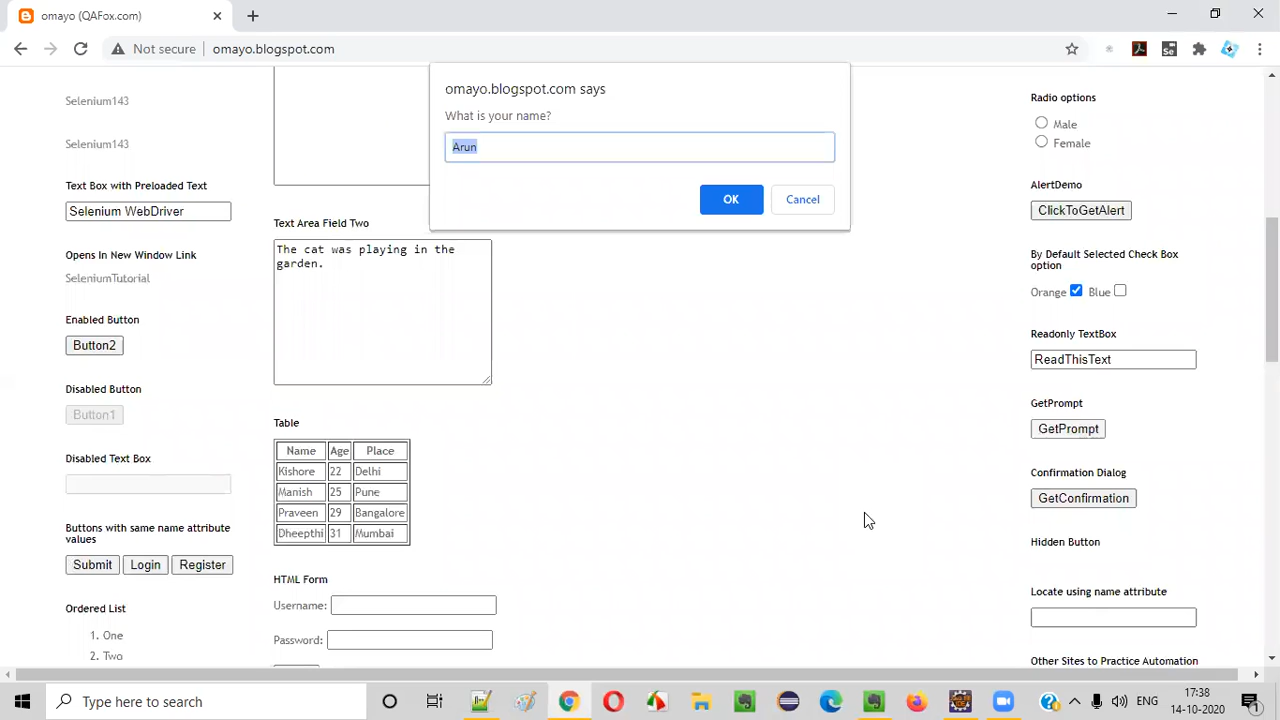 omayo (QAFox.com)
Not secure
omayo.blogspot.com
omayo.blogspot.com says
What is your name?
Arun
OK
Cancel
Selenium143
Selenium143
Text Box with Preloaded Text
Selenium WebDriver
Opens In New Window Link
SeleniumTutorial
Enabled Button
Button2
Disabled Button
Button1
Disabled Text Box
Buttons with same name attribute
values
Submit Login Register
Ordered List
1. One
2. Two
Text Area Field Two
The cat was playing in the
garden.
Table
Name Age Place
Kishore 22 Delhi
Manish 25 Pune
Praveen 29 Bangalore
Dheepthi 31 Mumbai
HTML Form
Username:
Password:
Radio options
Male
Female
AlertDemo
ClickToGetAlert
By Default Selected Check Box
option
Orange Blue
Readonly TextBox
ReadThisText
GetPrompt
GetPrompt
Confirmation Dialog
GetConfirmation
Hidden Button
Locate using name attribute
Other Sites to Practice Automation
Type here to search
ENG
17:38
14-10-2020